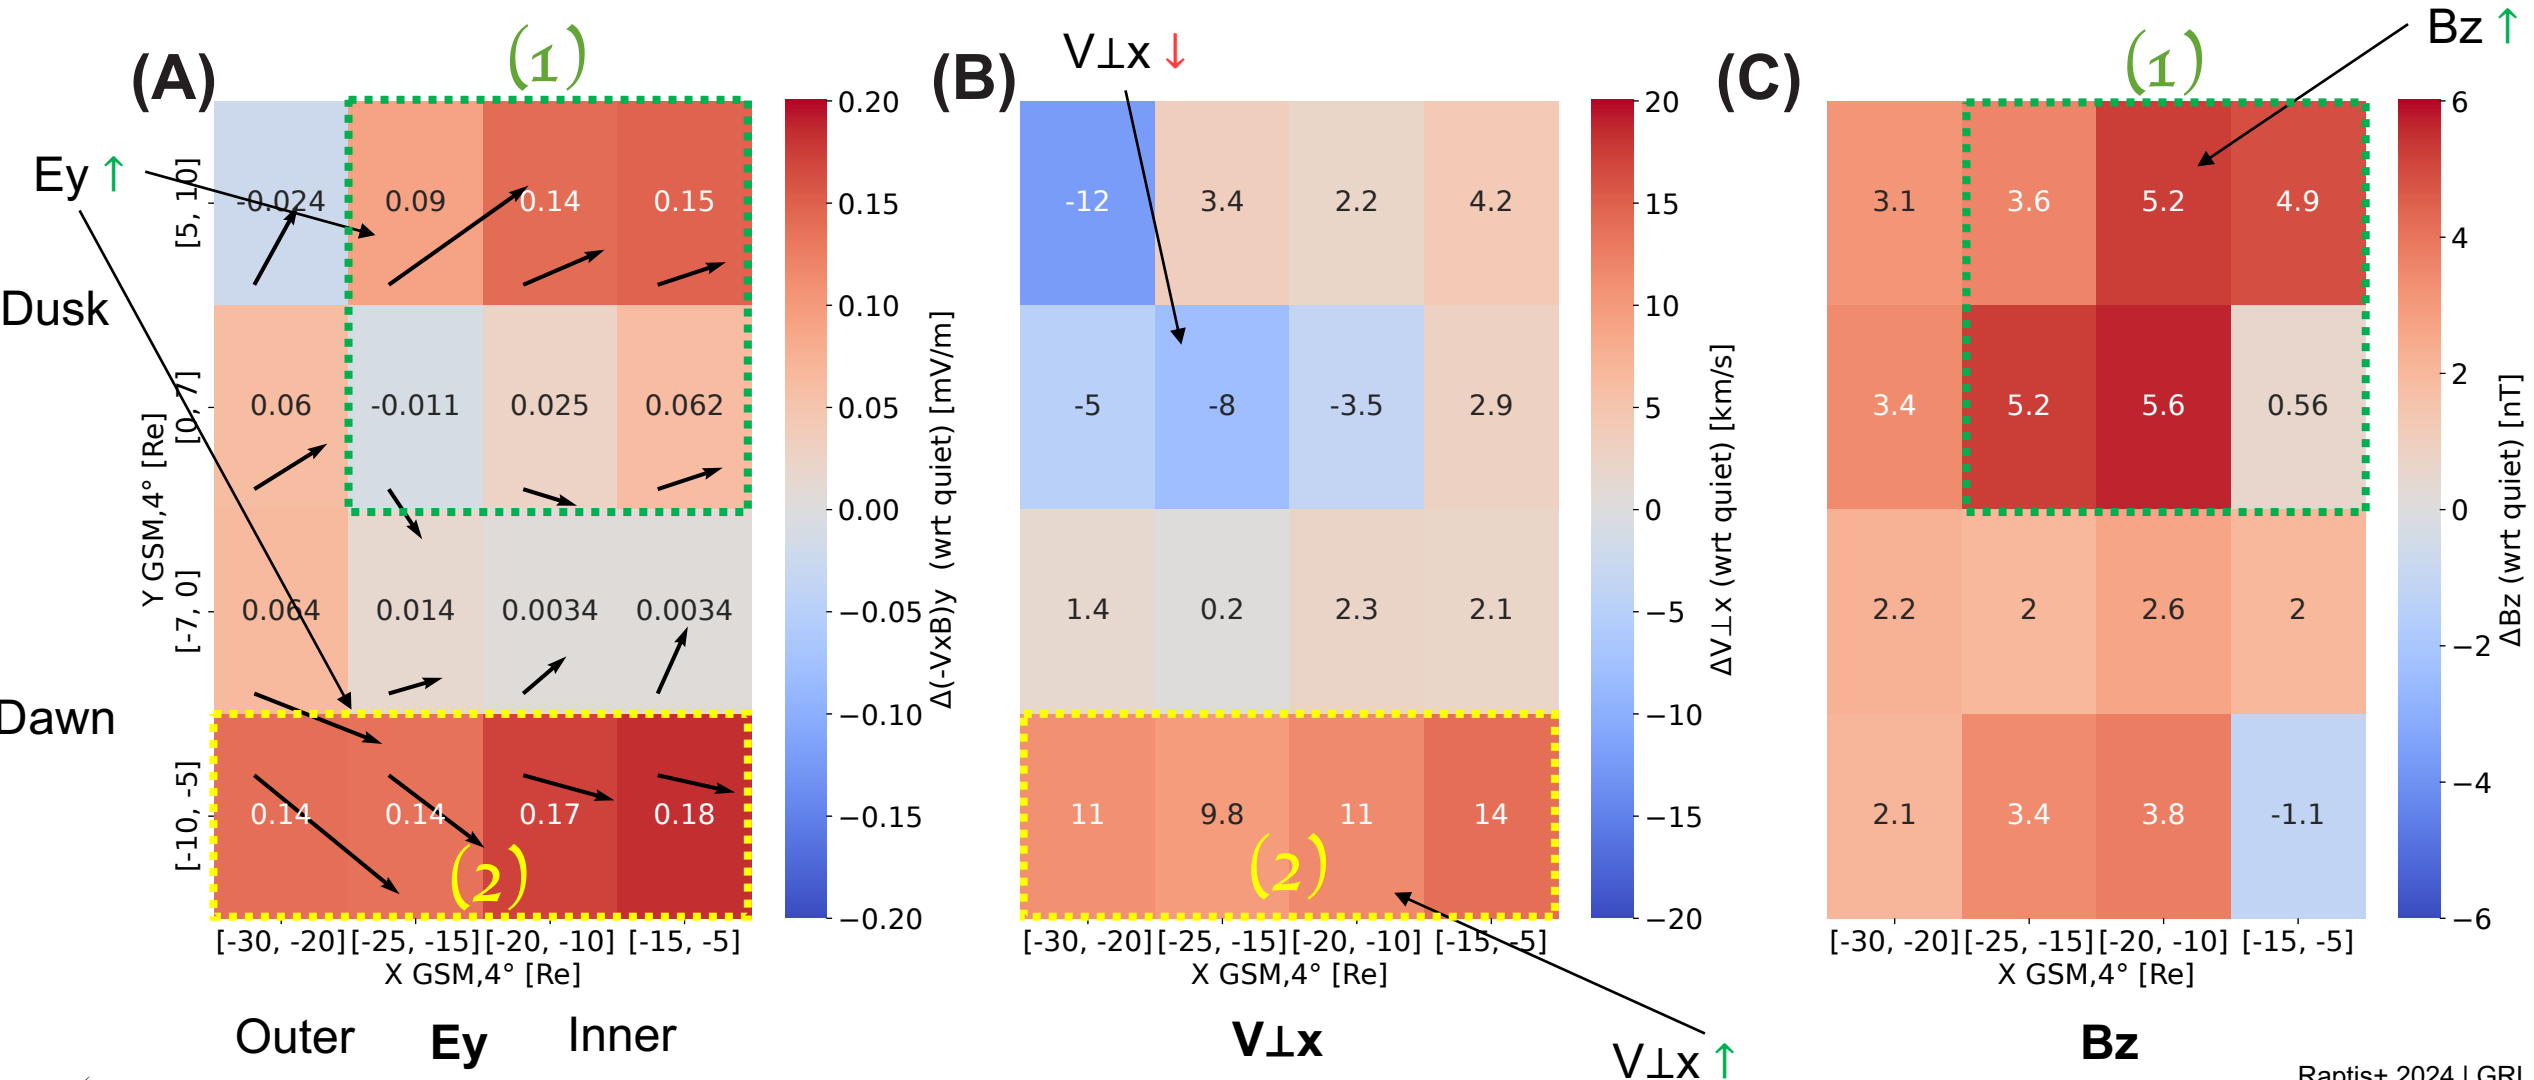 (1)
(A)
Ey ↑
Dusk
Dawn
Y GSM,4° [Re]
[5, 10]
[0, 7]
[-7, 0]
[-10, -5]
-0.024 0.09 0.14 0.15
0.06 -0.011 0.025 0.062
0.064 0.014 0.0034 0.0034
0.14 0.14 0.17 0.18
(2)
[-30, -20] [-25, -15] [-20, -10] [-15, -5]
X GSM,4° [Re]
Outer Ey Inner
0.20
0.15
0.10
0.05
0.00
−0.05
−0.10
−0.15
−0.20
Δ(-VxB)y (wrt quiet) [mV/m]
V⊥x ↓
(B)
-12 3.4 2.2 4.2
-5 -8 -3.5 2.9
1.4 0.2 2.3 2.1
11 9.8 11 14
(2)
[-30, -20] [-25, -15] [-20, -10] [-15, -5]
X GSM,4° [Re]
V⊥x
V⊥x ↑
20
15
10
5
0
−5
−10
−15
−20
ΔV⊥x (wrt quiet) [km/s]
Bz ↑
(1)
(C)
3.1 3.6 5.2 4.9
3.4 5.2 5.6 0.56
2.2 2 2.6 2
2.1 3.4 3.8 -1.1
[-30, -20] [-25, -15] [-20, -10] [-15, -5]
X GSM,4° [Re]
Bz
6
4
2
0
−2
−4
−6
ΔBz (wrt quiet) [nT]
Raptis+ 2024 | GRL